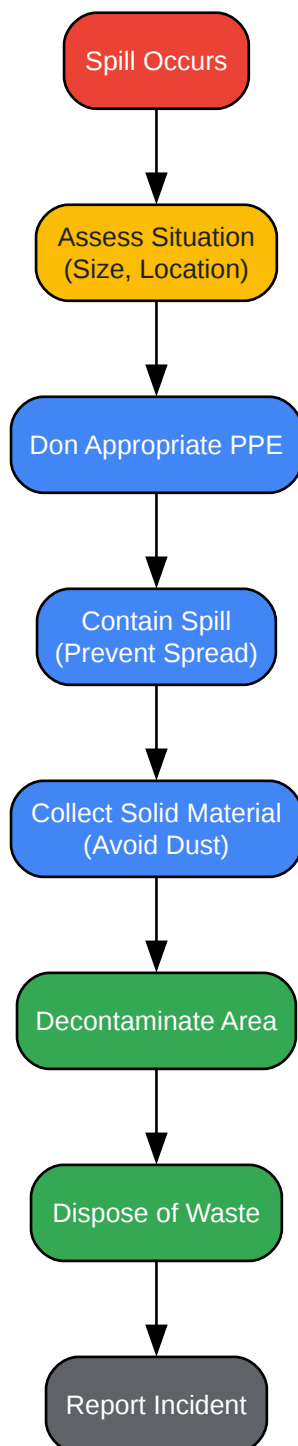 Spill Occurs
Assess Situation
(Size, Location)
Don Appropriate PPE
Contain Spill
(Prevent Spread)
Collect Solid Material
(Avoid Dust)
Decontaminate Area
Dispose of Waste
Report Incident